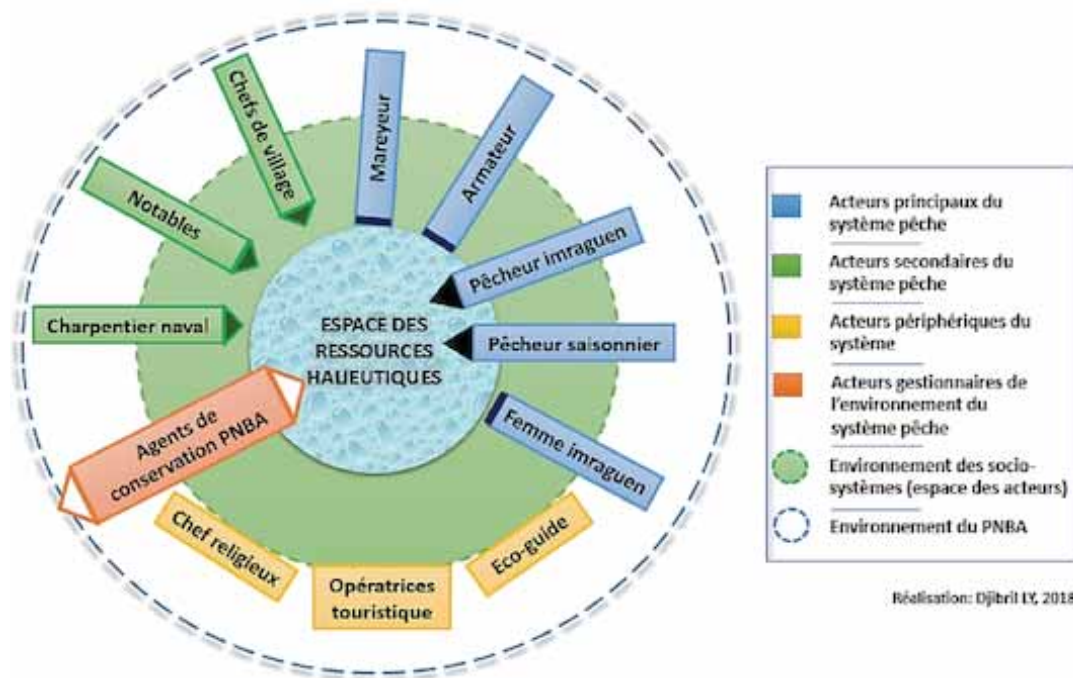 Chefs de village
Mareyeur
Armateur
Notables
Pêcheur imraguen
Charpentier naval
ESPACE DES
RESSOURCES
HALIEUTIQUES
Pêcheur saisonnier
Agents de
conservation PNBA
Femme imraguen
Chef religieux
Opératrices
touristique
Eco-guide
Acteurs principaux du
système pêche
Acteurs secondaires du
système pêche
Acteurs périphériques du
système
Acteurs gestionnaires de
l'environnement du
système pêche
Environnement des socio-
systèmes (espace des acteurs)
Environnement du PNBA
Réalisation: Djibril LY, 2018